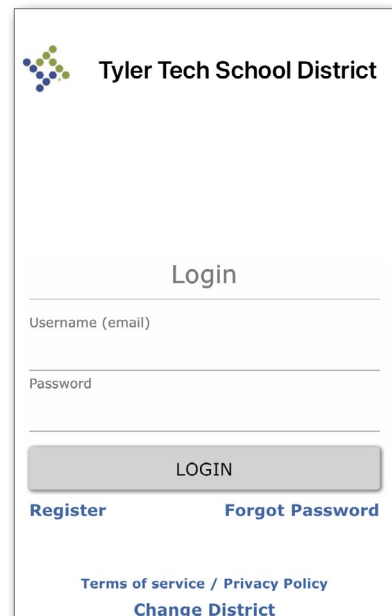 Tyler Tech School District
Login
Username (email)
Password
LOGIN
Register Forgot Password
Terms of service / Privacy Policy
Change District